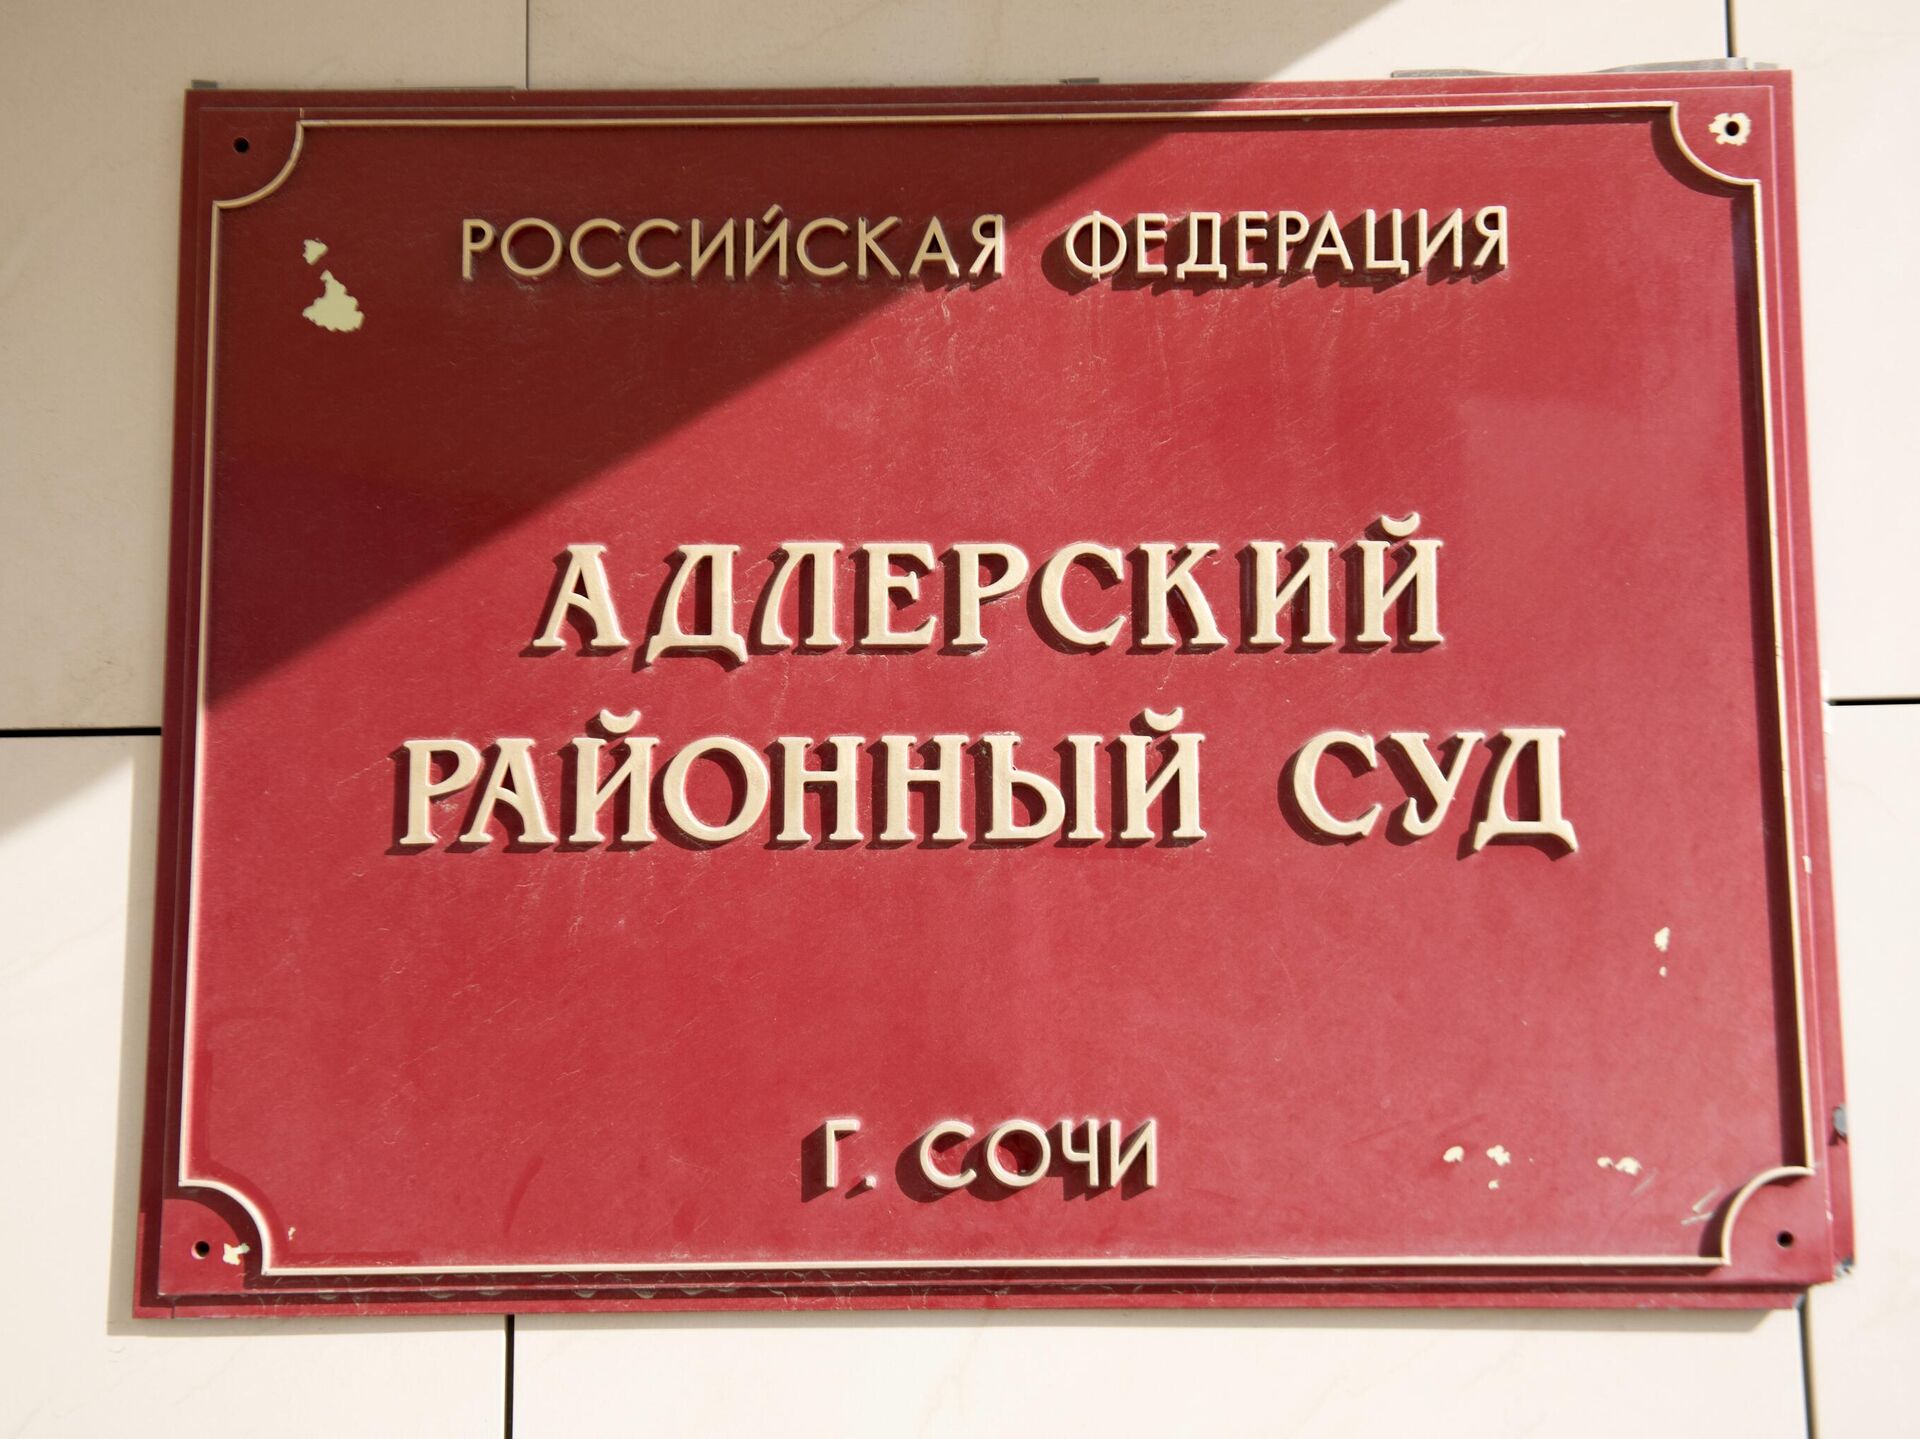 РОССИЙСКАЯ ФЕДЕРАЦИЯ
АДЛЕРСКИЙ
РАЙОННЫЙ СУД
Г. СОЧИ